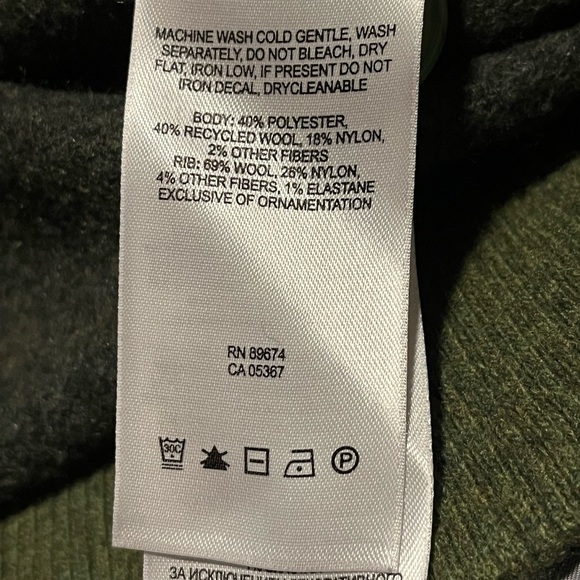 MACHINE WASH COLD GENTLE, WASH
SEPARATELY, DO NOT BLEACH, DRY
FLAT, IRON LOW, IF PRESENT DO NOT
IRON DECAL, DRYCLEANABLE
BODY: 40% POLYESTER,
40% RECYCLED WOOL, 18% NYLON,
2% OTHER FIBERS
RIB: 69% WOOL, 26% NYLON,
4% OTHER FIBERS, 1% ELASTANE
EXCLUSIVE OF ORNAMENTATION
RN 89674
CA 05367
30C
P
ЗА